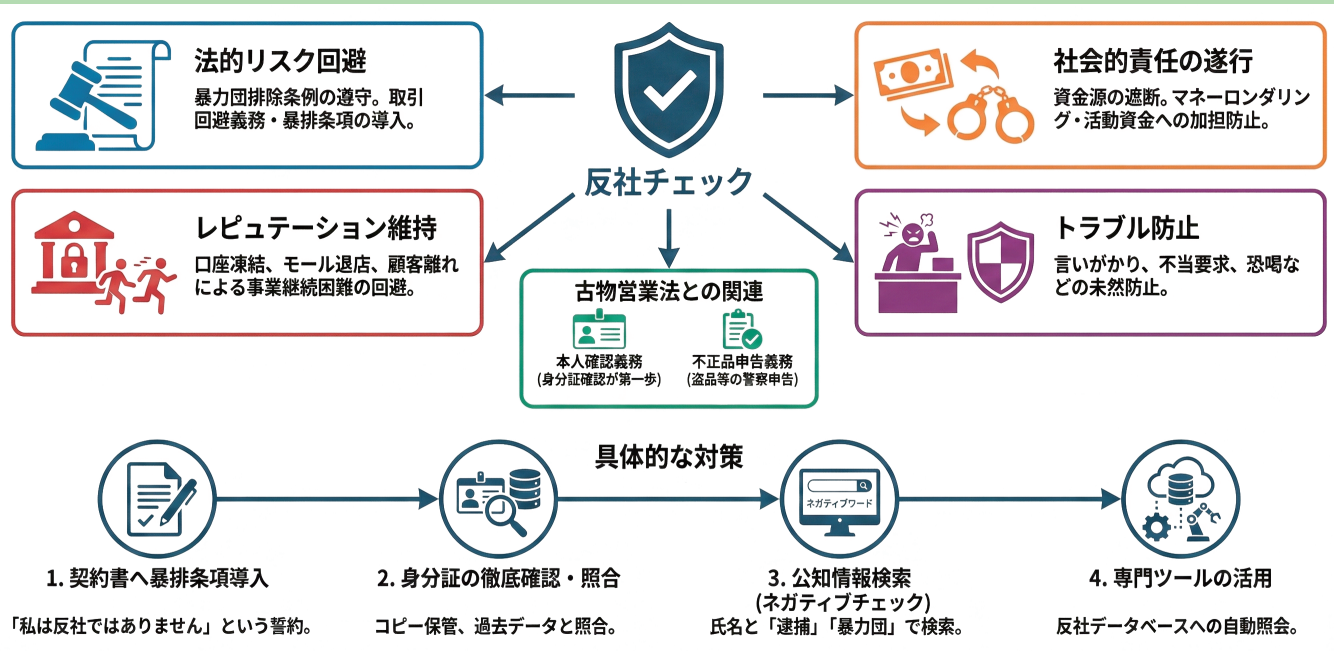 法的リスク回避
暴力団排除条例の遵守。取引
回避義務・暴排条項の導入。
反社チェック
社会的責任の遂行
資金源の遮断。マネーロンダリン
グ・活動資金への加担防止。
レピュテーション維持
口座凍結、モール退店、顧客離れ
による事業継続困難の回避。
トラブル防止
言いがかり、不当要求、恐喝な
どの未然防止。
古物営業法との関連
本人確認義務
(身分証確認が第一歩)
不正品申告義務
(盗品等の警察申告)
具体的な対策
1. 契約書へ暴排条項導入
「私は反社ではありません」という誓約。
2. 身分証の徹底確認・照合
コピー保管、過去データと照合。
ネガティブワード
3. 公知情報検索
(ネガティブチェック)
氏名と「逮捕」「暴力団」で検索。
4. 専門ツールの活用
反社データベースへの自動照会。